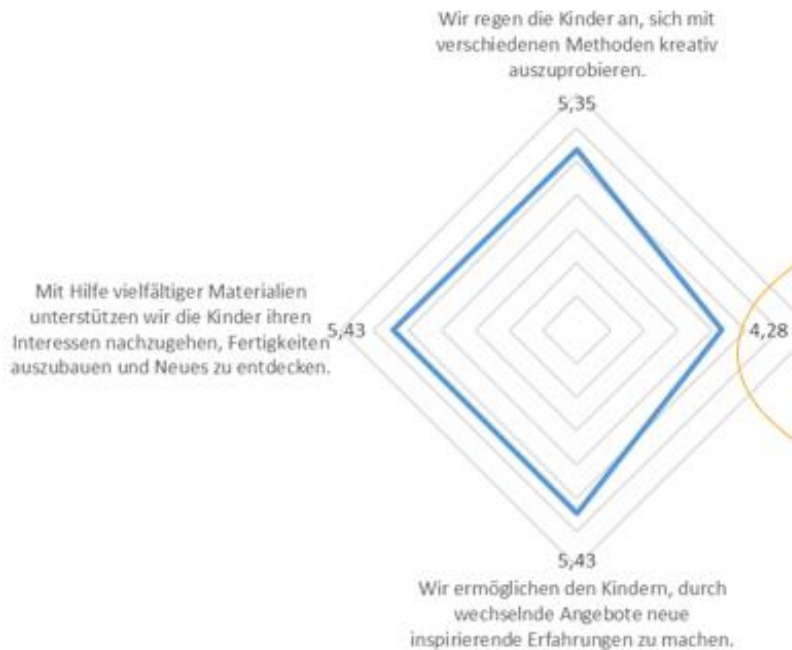 Wir regen die Kinder an, sich mit
verschiedenen Methoden kreativ
auszuprobieren.
5,35
Mit Hilfe vielfältiger Materialien
unterstützen wir die Kinder ihren
Interessen nachzugehen, Fertigkeiten
auszubauen und Neues zu entdecken.
5,43
4,28
5,43
Wir ermöglichen den Kindern, durch
wechselnde Angebote neue
inspirierende Erfahrungen zu machen.